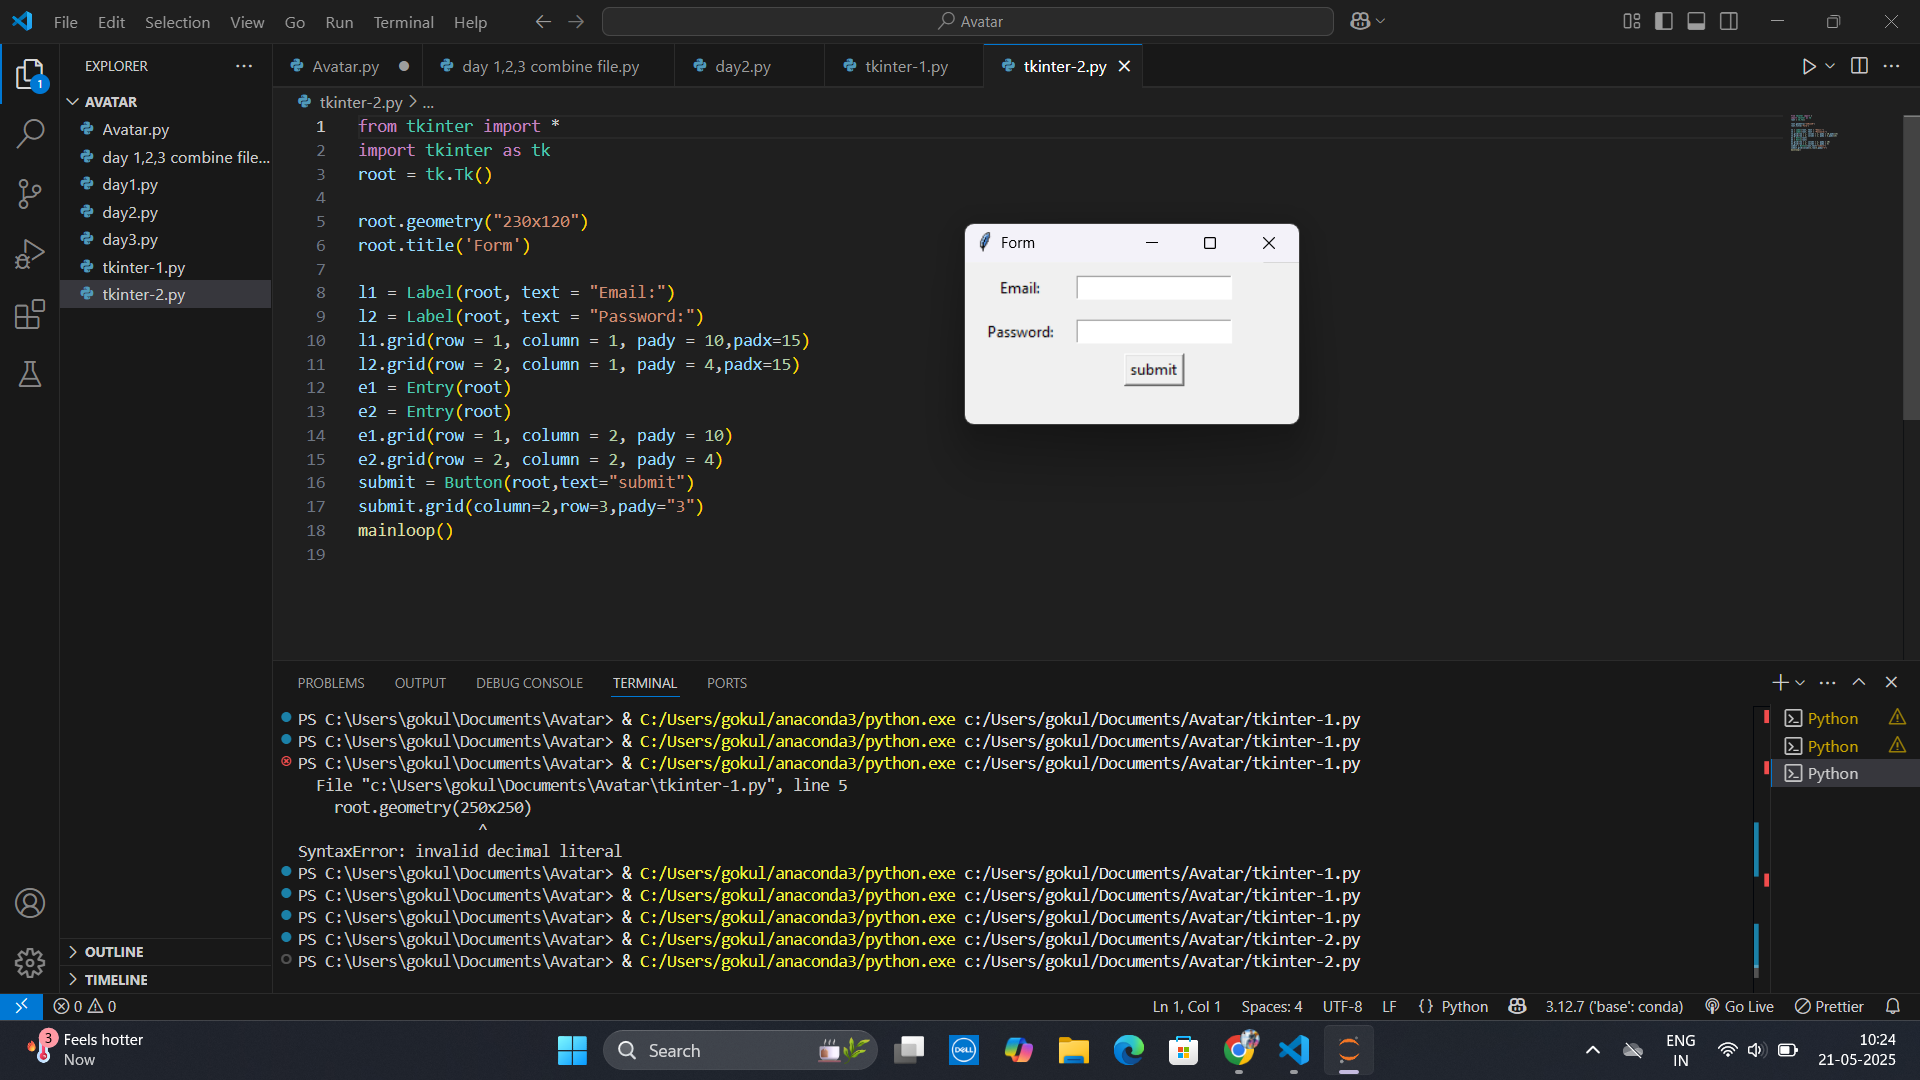 File Edit Selection View Go Run Terminal Help
Avatar
EXPLORER
AVATAR
Avatar.py
day 1,2,3 combine file...
day1.py
day2.py
day3.py
tkinter-1.py
tkinter-2.py
OUTLINE
TIMELINE
1
Avatar.py
day 1,2,3 combine file.py
day2.py
tkinter-1.py
tkinter-2.py
tkinter-2.py > ...
1 from tkinter import *
2 import tkinter as tk
3 root = tk.Tk()
4
5 root.geometry("230x120")
6 root.title('Form')
7
8 l1 = Label(root, text = "Email:")
9 l2 = Label(root, text = "Password:")
10 l1.grid(row = 1, column = 1, pady = 10,padx=15)
11 l2.grid(row = 2, column = 1, pady = 4,padx=15)
12 e1 = Entry(root)
13 e2 = Entry(root)
14 e1.grid(row = 1, column = 2, pady = 10)
15 e2.grid(row = 2, column = 2, pady = 4)
16 submit = Button(root,text="submit")
17 submit.grid(column=2,row=3,pady="3")
18 mainloop()
19
Form
Email:
Password:
submit
PROBLEMS OUTPUT DEBUG CONSOLE TERMINAL PORTS
PS C:\Users\gokul\Documents\Avatar> & C:/Users/gokul/anaconda3/python.exe c:/Users/gokul/Documents/Avatar/tkinter-1.py
PS C:\Users\gokul\Documents\Avatar> & C:/Users/gokul/anaconda3/python.exe c:/Users/gokul/Documents/Avatar/tkinter-1.py
PS C:\Users\gokul\Documents\Avatar> & C:/Users/gokul/anaconda3/python.exe c:/Users/gokul/Documents/Avatar/tkinter-1.py
File "c:\Users\gokul\Documents\Avatar\tkinter-1.py", line 5
root.geometry(250x250)
^
SyntaxError: invalid decimal literal
PS C:\Users\gokul\Documents\Avatar> & C:/Users/gokul/anaconda3/python.exe c:/Users/gokul/Documents/Avatar/tkinter-1.py
PS C:\Users\gokul\Documents\Avatar> & C:/Users/gokul/anaconda3/python.exe c:/Users/gokul/Documents/Avatar/tkinter-1.py
PS C:\Users\gokul\Documents\Avatar> & C:/Users/gokul/anaconda3/python.exe c:/Users/gokul/Documents/Avatar/tkinter-1.py
PS C:\Users\gokul\Documents\Avatar> & C:/Users/gokul/anaconda3/python.exe c:/Users/gokul/Documents/Avatar/tkinter-2.py
PS C:\Users\gokul\Documents\Avatar> & C:/Users/gokul/anaconda3/python.exe c:/Users/gokul/Documents/Avatar/tkinter-2.py
Python
Python
Python
0 0
Ln 1, Col 1 Spaces: 4 UTF-8 LF {} Python 3.12.7 ('base': conda) Go Live Prettier
3
Feels hotter
Now
Search
DELL
ENG
IN
10:24
21-05-2025